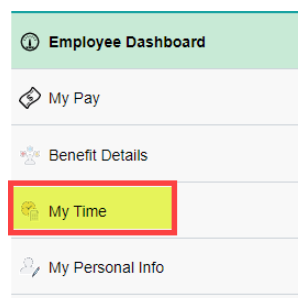 Employee Dashboard
My Pay
Benefit Details
My Time
My Personal Info